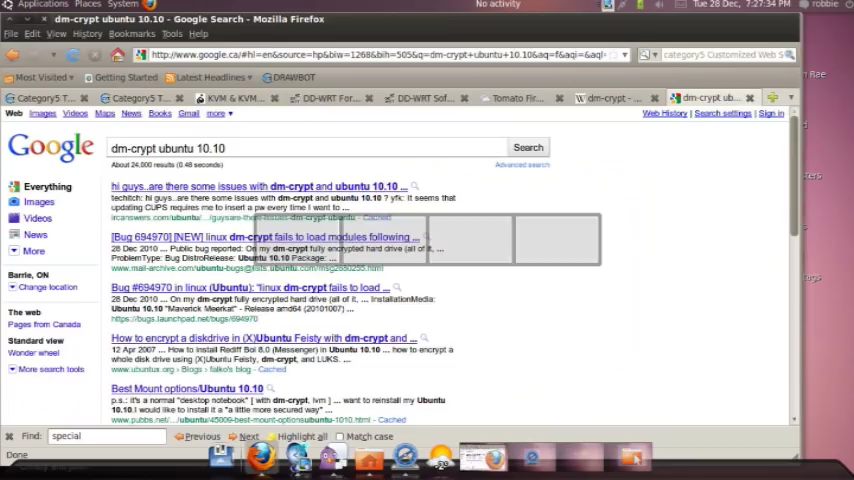 Applications Places System No activity Tue 28 Dec, 7:27:34 PM robbie
dm-crypt ubuntu 10.10 - Google Search - Mozilla Firefox
File Edit View History Bookmarks Tools Help
http://www.google.ca/#hl=en&source=hp&biw=1268&bih=505&q=dm-crypt+ubuntu+10.10&aq=f&aqi=&aql= category5 Customized Web S
Most Visited Getting Started Latest Headlines DRAWBOT
Category5 T... Category5 T... KVM & KVM... DD-WRT For... DD-WRT Sof... Tomato Fir... dm-crypt - ... dm-crypt ub...
Web Images Videos Maps News Books Gmail more Web History | Search settings | Sign in
Google dm-crypt ubuntu 10.10 Search
About 24,000 results (0.48 seconds) Advanced search
Everything
Images
Videos
News
More
Barrie, ON
Change location
The web
Pages from Canada
Standard view
Wonder wheel
More search tools
hi guys..are there some issues with dm-crypt and ubuntu 10.10 ...
techitch: hi guys..are there some issues with dm-crypt and ubuntu 10.10 ? yfk: It seems that
updating CUPS requires me to insert a pw every time I want to ...
ircanswers.com/ubuntu/.../guysare-there-issues-dm-crypt-ubuntu - Cached
[Bug 694970] [NEW] linux dm-crypt fails to load modules following ...
28 Dec 2010 ... Public bug reported: On my dm-crypt fully encrypted hard drive (all of it, ...
ProblemType: Bug DistroRelease: Ubuntu 10.10 Package: ...
www.mail-archive.com/ubuntu-bugs@lists.ubuntu.com/msg2680255.html
Bug #694970 in linux (Ubuntu): "linux dm-crypt fails to load ...
28 Dec 2010 ... On my dm-crypt fully encrypted hard drive (all of it, ... InstallationMedia:
Ubuntu 10.10 "Maverick Meerkat" - Release amd64 (20101007) ...
https://bugs.launchpad.net/bugs/694970
How to encrypt a diskdrive in (X)Ubuntu Feisty with dm-crypt and ...
12 Apr 2007 ... How to Install Rediff Bol 8.0 (Messenger) in Ubuntu 10.10 ... how to encrypt a
whole disk drive using (X)Ubuntu Feisty, dm-crypt, and LUKS. ...
www.ubuntux.org › Blogs › falko's blog - Cached
Best Mount options/Ubuntu 10.10
p.s.: it's a normal "desktop notebook" [ with dm-crypt, lvm ] ... want to reinstall my Ubuntu
10.10.I would like to install it "a little more secured way" ...
www.pubbs.net/.../ubuntu/45009-best-mount-optionsubuntu-1010.html - Cached
Find: special Previous Next Highlight all Match case
Done
Rae